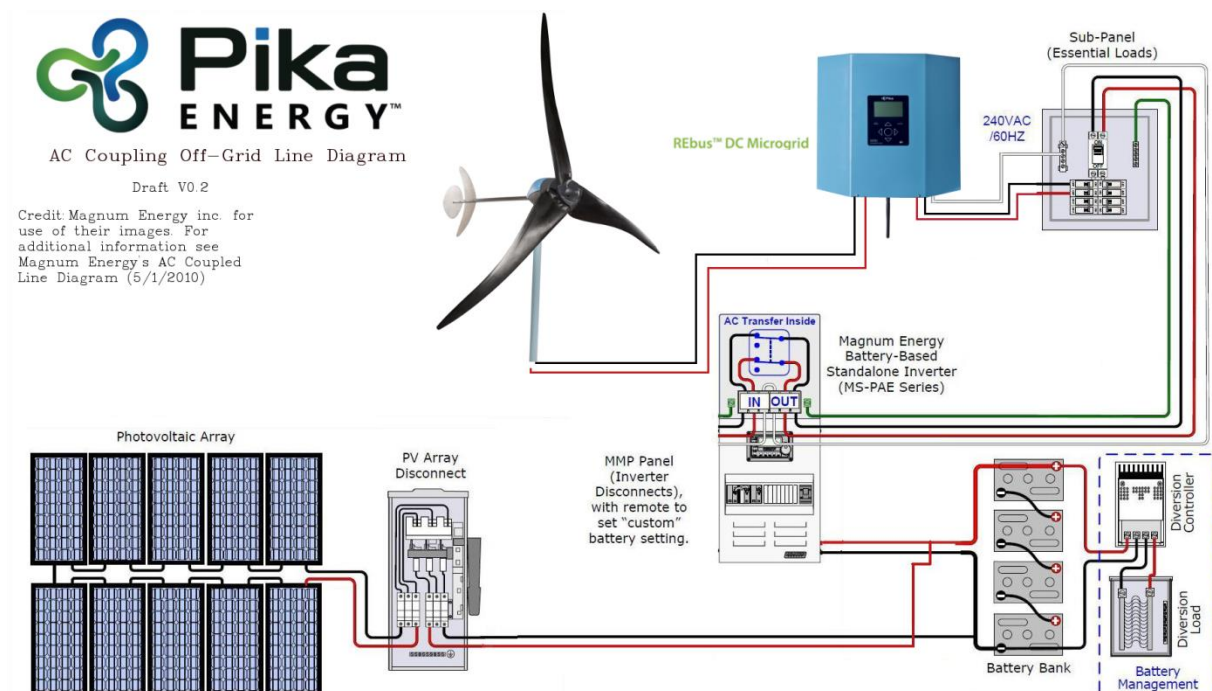 Pika
ENERGY™
AC Coupling Off-Grid Line Diagram
Draft V0.2
Credit: Magnum Energy inc. for
use of their images. For
additional information see
Magnum Energy's AC Coupled
Line Diagram (5/1/2010)
REbus™ DC Microgrid
240VAC
/60HZ
Sub-Panel
(Essential Loads)
ON
OFF
AC Transfer Inside
IN OUT
Magnum Energy
Battery-Based
Standalone Inverter
(MS-PAE Series)
Photovoltaic Array
PV Array
Disconnect
MMP Panel
(Inverter
Disconnects),
with remote to
set "custom"
battery setting.
Battery Bank
Diversion
Controller
Diversion
Load
Battery
Management